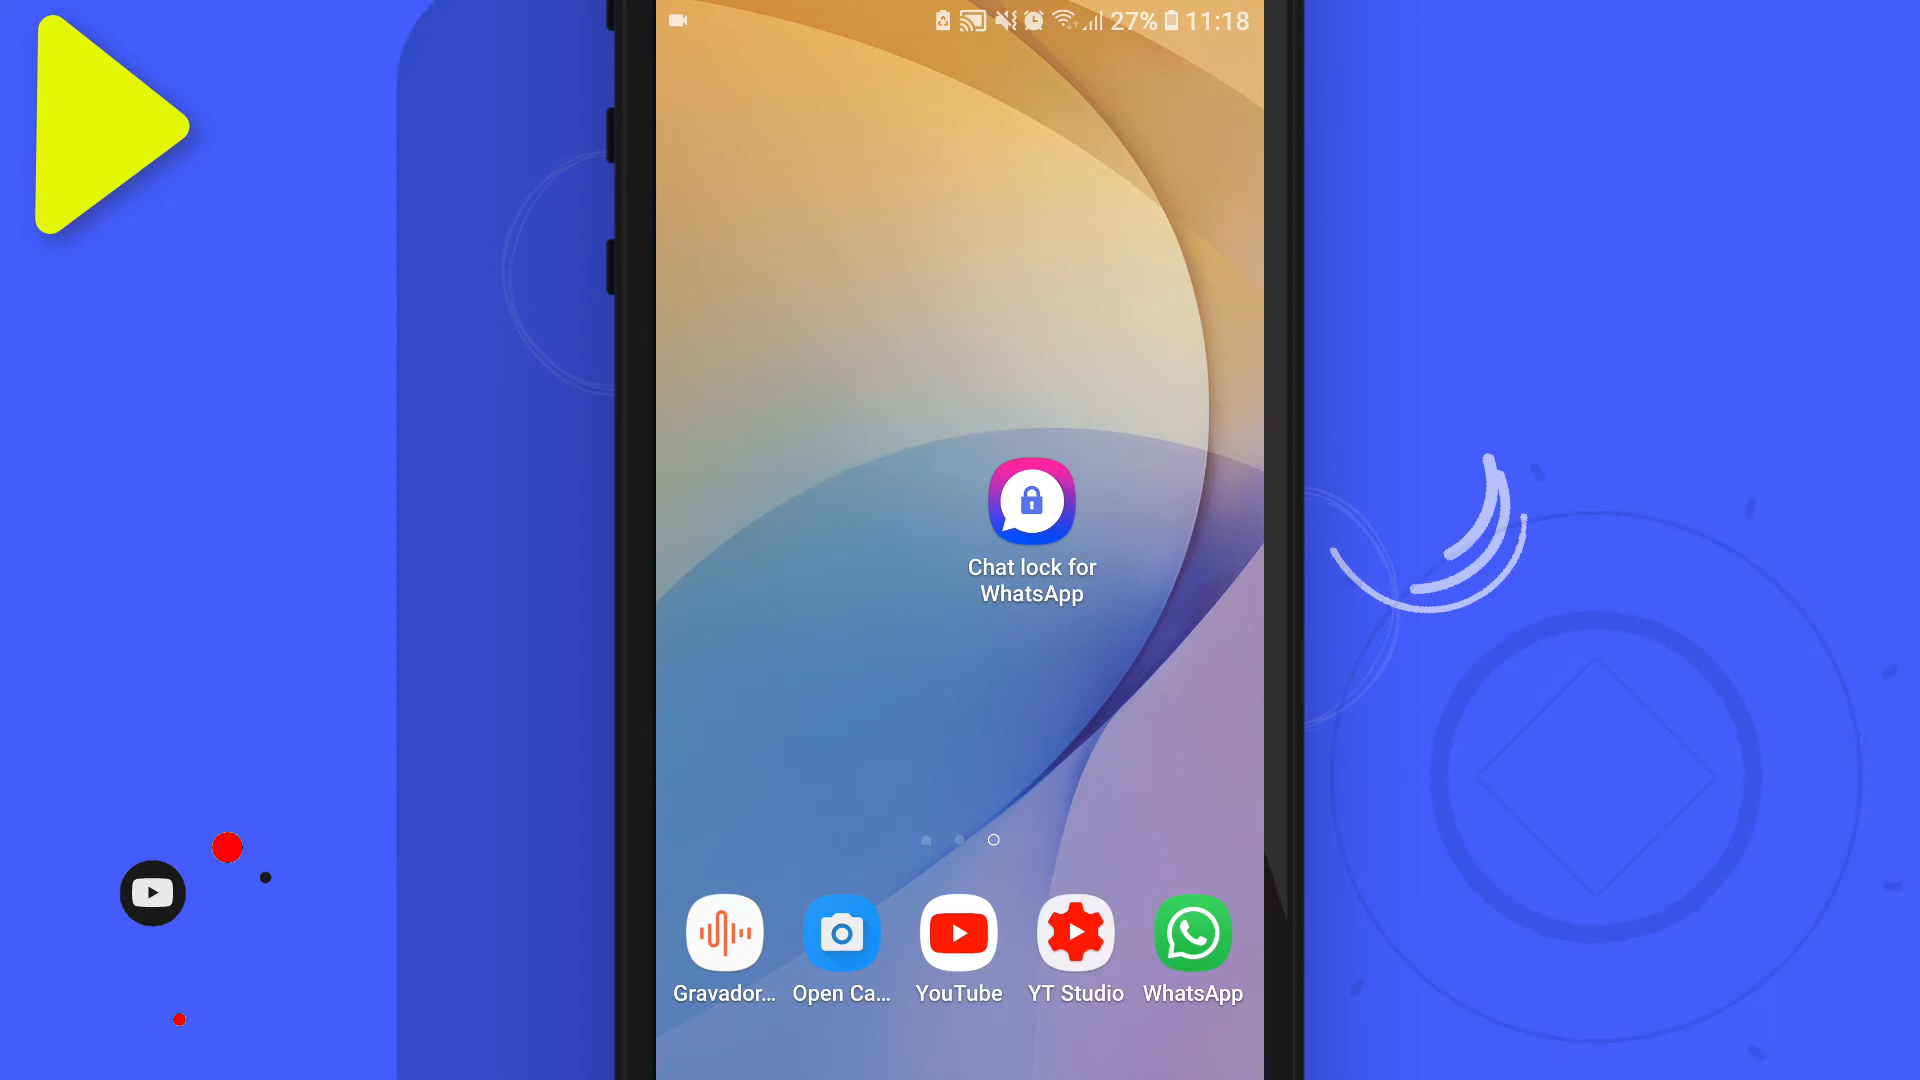 27% 11:18
Chat lock for
WhatsApp
Gravador...
Open Ca...
YouTube
YT Studio
WhatsApp